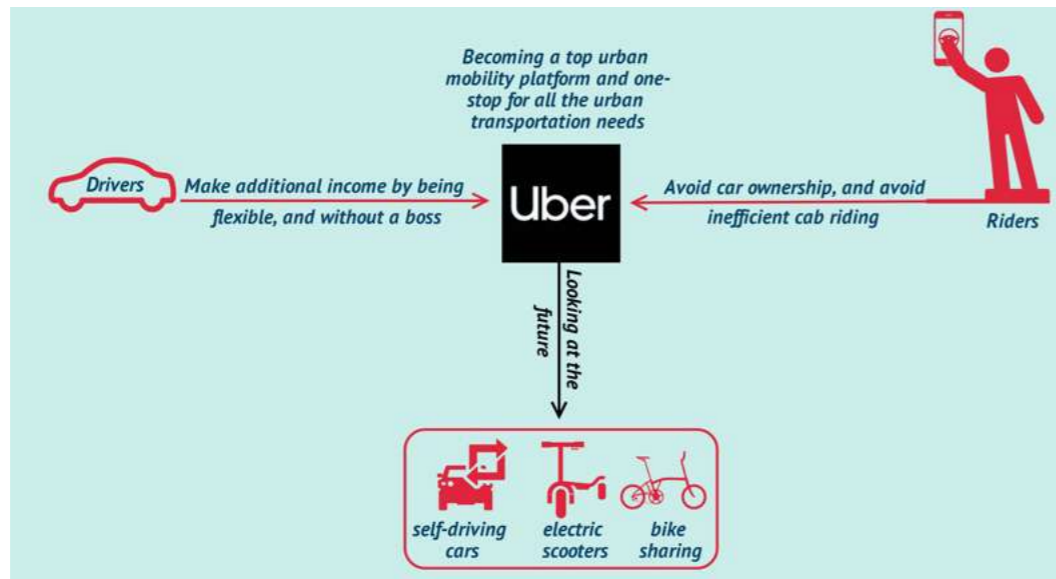 Becoming a top urban
mobility platform and one-
stop for all the urban
transportation needs
Drivers
Make additional income by being
flexible, and without a boss
Uber
Avoid car ownership, and avoid
inefficient cab riding
Riders
Looking at the
future
self-driving
cars
electric
scooters
bike
sharing